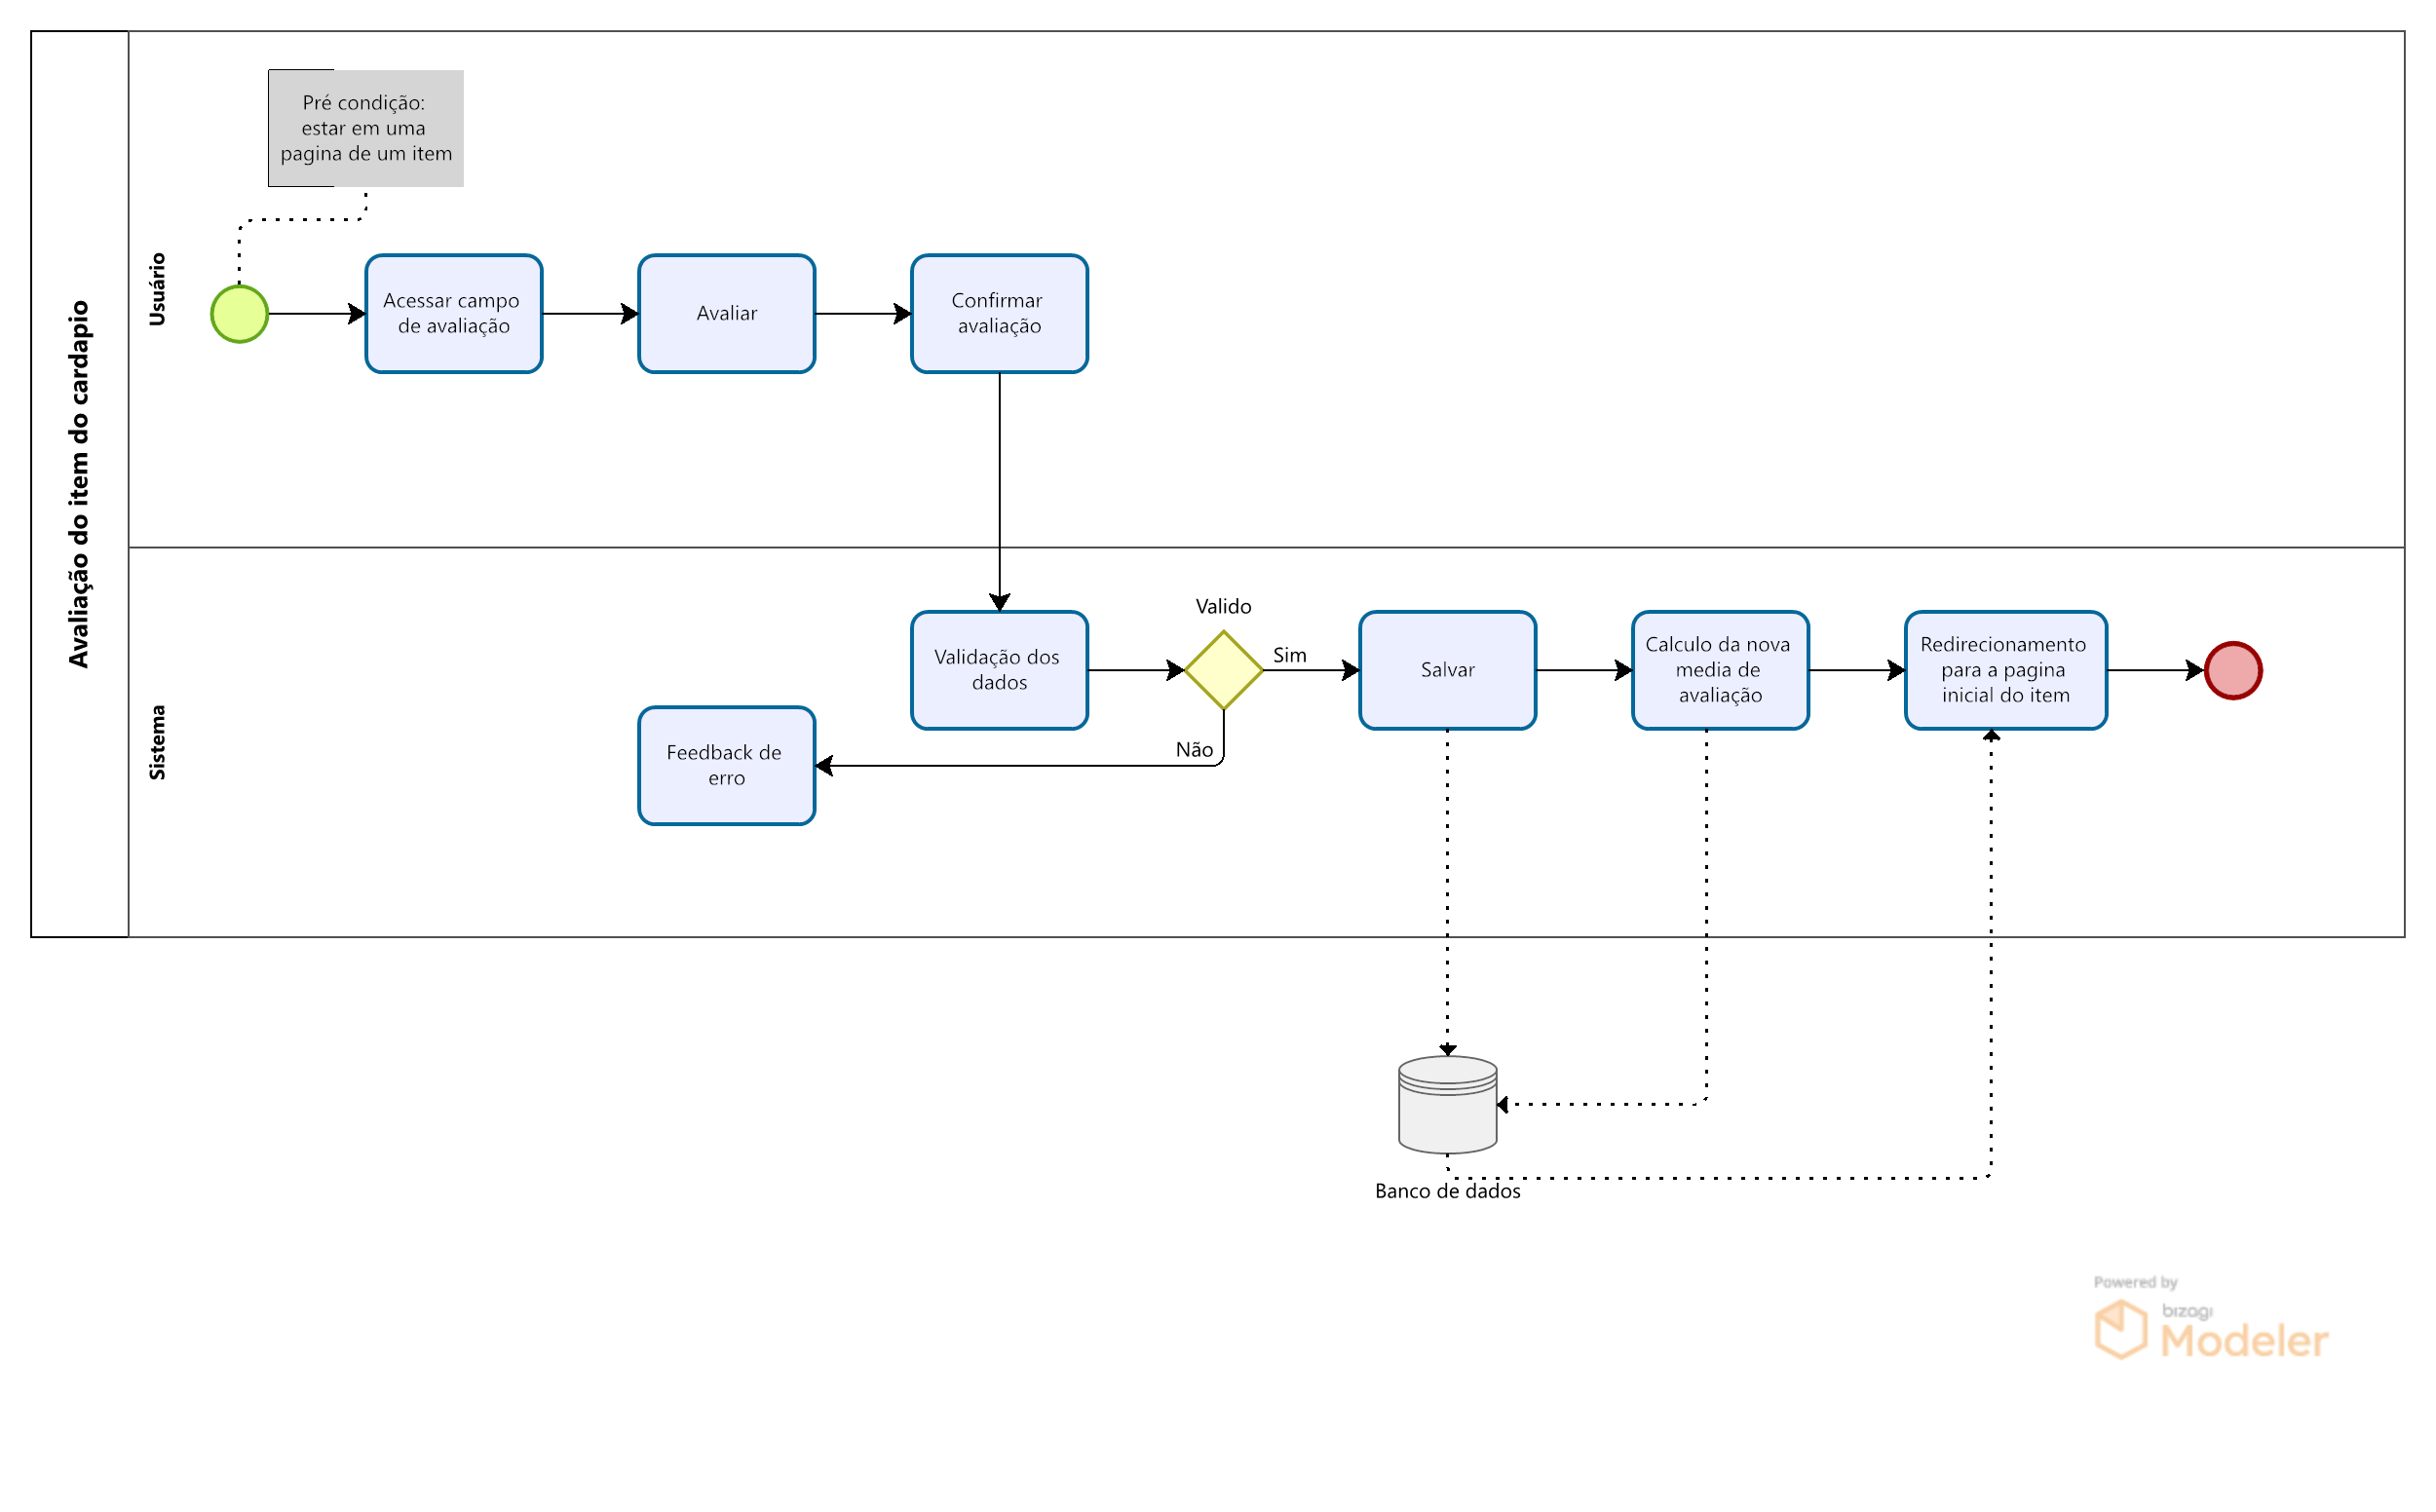 Avaliação do item do cardapio
Usuário
Pré condição:
estar em uma
pagina de um item
Acessar campo
de avaliação
Avaliar
Confirmar
avaliação
Sistema
Validação dos
dados
Valido
Sim
Não
Feedback de
erro
Salvar
Calculo da nova
media de
avaliação
Redirecionamento
para a pagina
inicial do item
Banco de dados
Powered by
bizagi
Modeler